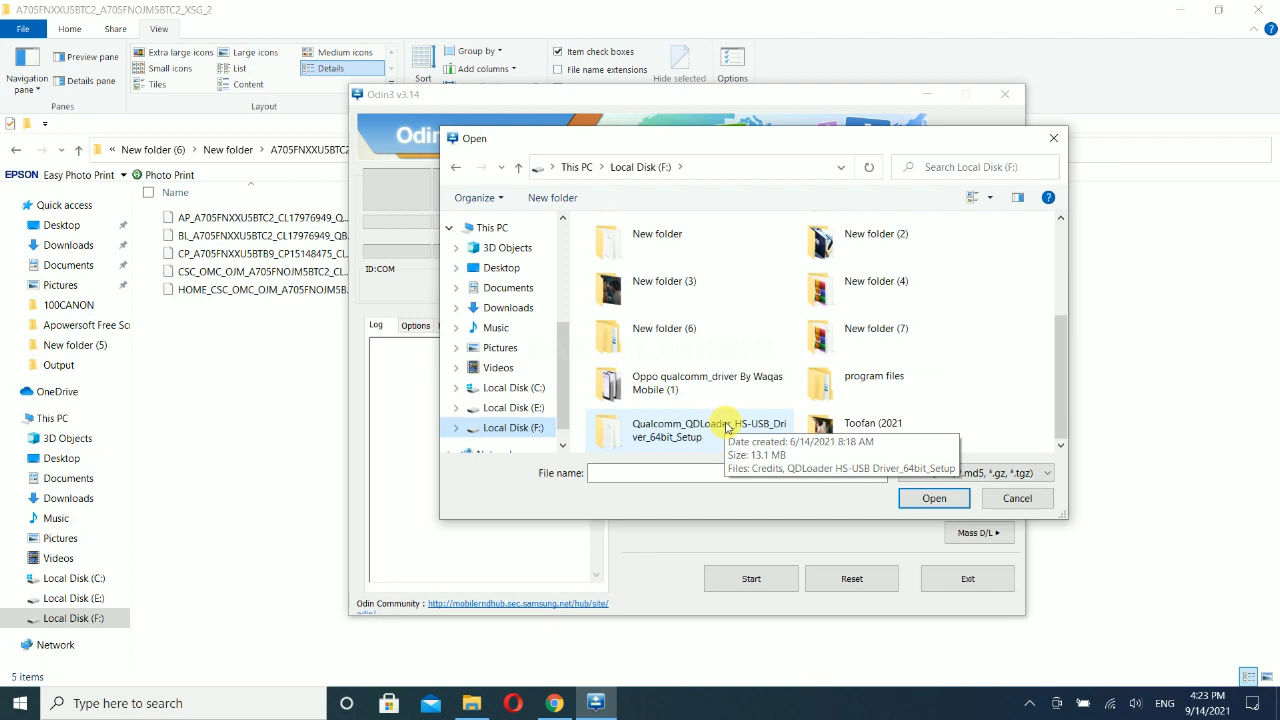 A705FNXXU5BTC2_A705FNOJM5BTC2_XSG_2
File
Home
Share
View
Navigation pane
Preview pane
Details pane
Panes
Extra large icons
Large icons
Medium icons
Small icons
List
Details
Tiles
Content
Layout
Sort
Group by
Add columns
Item check boxes
File name extensions
Hide selected
Options
« New folder (6) > New folder > A705FNXXU5BTC2
EPSON Easy Photo Print
Photo Print
Quick access
Desktop
Downloads
Documents
Pictures
100CANON
Apowersoft Free Scr
New folder (5)
Output
OneDrive
This PC
3D Objects
Desktop
Documents
Downloads
Music
Pictures
Videos
Local Disk (C:)
Local Disk (E:)
Local Disk (F:)
Network
5 items
Name
AP_A705FNXXU5BTC2_CL17976949_Q...
BL_A705FNXXU5BTC2_CL17976949_QB...
CP_A705FNXXU5BTB9_CP15148475_CL...
CSC_OMC_OJM_A705FNOJM5BTC2_CL...
HOME_CSC_OMC_OJM_A705FNOJM5B...
Odin3 v3.14
Odin
ID:COM
Log
Options
Open
This PC > Local Disk (F:) >
Search Local Disk (F:)
Organize
New folder
This PC
3D Objects
Desktop
Documents
Downloads
Music
Pictures
Videos
Local Disk (C:)
Local Disk (E:)
Local Disk (F:)
New folder
New folder (2)
New folder (3)
New folder (4)
New folder (6)
New folder (7)
Oppo qualcomm_driver By Waqas
Mobile (1)
program files
Qualcomm_QDLoader_HS-USB_Dri
ver_64bit_Setup
Toofan (2021
Date created: 6/14/2021 8:18 AM
Size: 13.1 MB
Files: Credits, QDLoader HS-USB Driver_64bit_Setup
File name:
.md5, *.gz, *.tgz)
Open
Cancel
Mass D/L
Start
Reset
Exit
Odin Community : http://mobilerndhub.sec.samsung.net/hub/site/
odin/
Type here to search
ENG
4:23 PM
9/14/2021